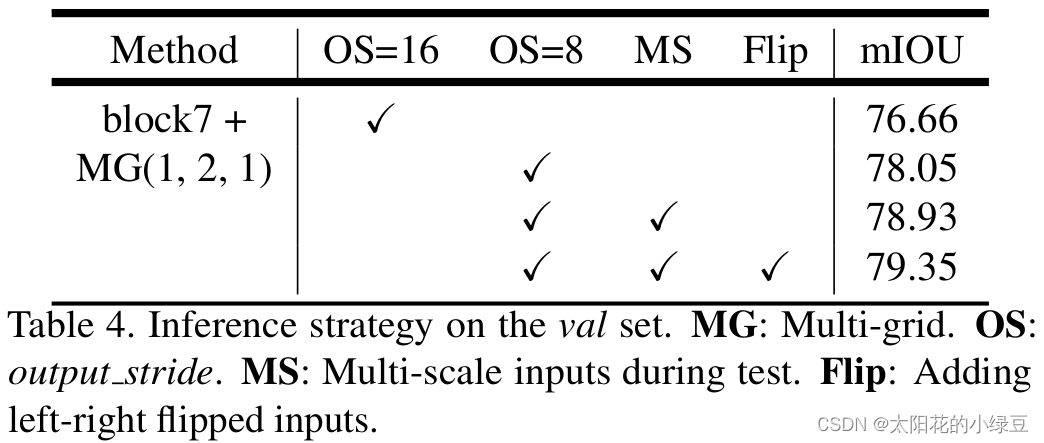 Method OS=16 OS=8 MS Flip mIOU
block7 + ✓ 76.66
MG(1, 2, 1) ✓ 78.05
✓ ✓ 78.93
✓ ✓ ✓ 79.35
Table 4. Inference strategy on the val set. MG: Multi-grid. OS:
output_stride. MS: Multi-scale inputs during test. Flip: Adding
left-right flipped inputs.
CSDN @太阳花的小绿豆